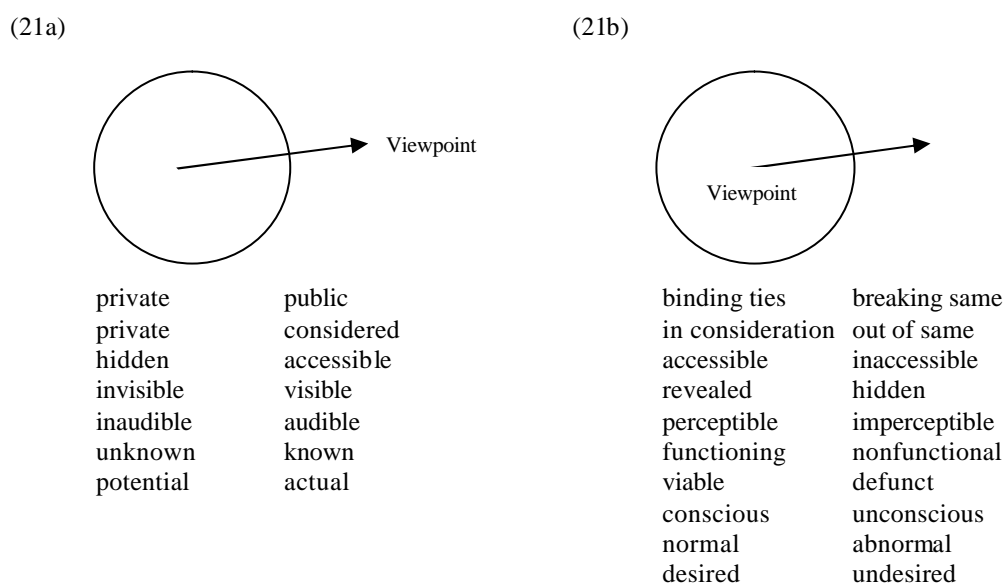 (21a)
Viewpoint
private public
private considered
hidden accessible
invisible visible
inaudible audible
unknown known
potential actual
(21b)
Viewpoint
binding ties breaking same
in consideration out of same
accessible inaccessible
revealed hidden
perceptible imperceptible
functioning nonfunctional
viable defunct
conscious unconscious
normal abnormal
desired undesired